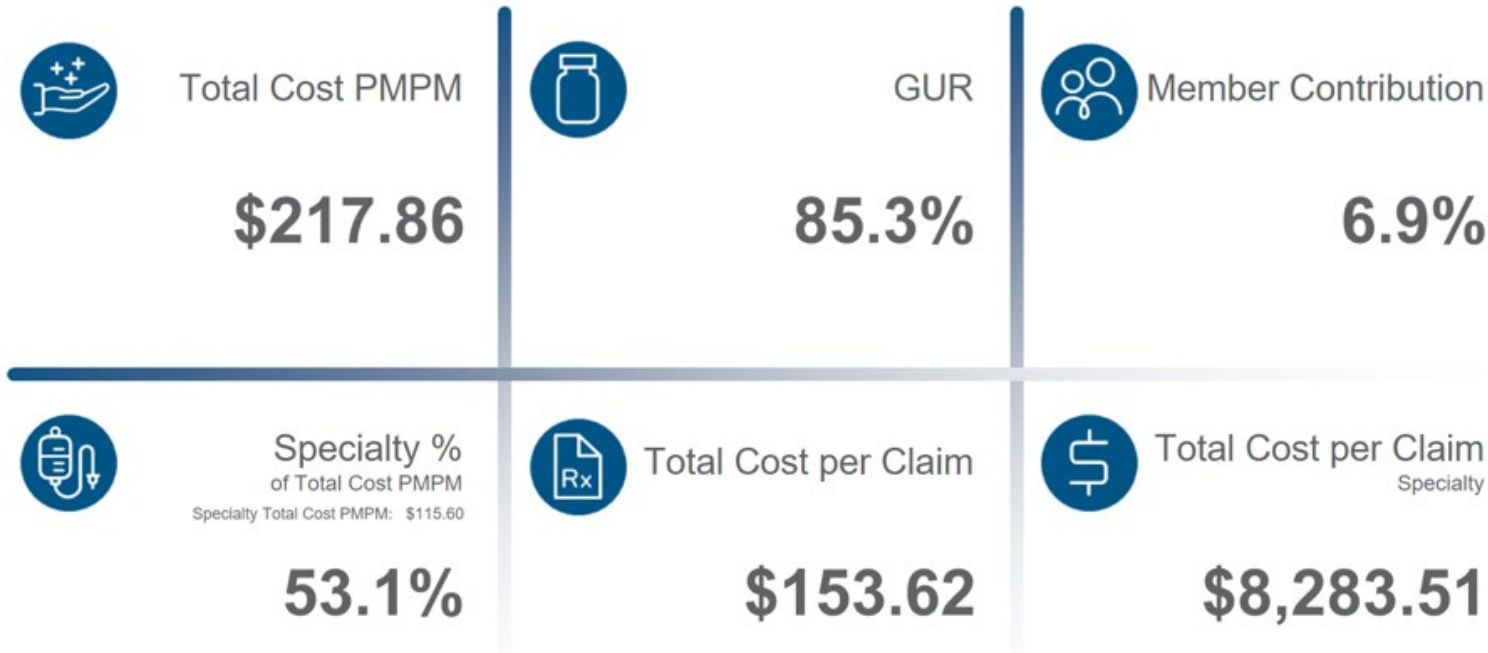 Total Cost PMPM
$217.86
GUR
85.3%
Member Contribution
6.9%
Specialty %
of Total Cost PMPM
Specialty Total Cost PMPM: $115.60
53.1%
Rx
Total Cost per Claim
$153.62
Total Cost per Claim
Specialty
$8,283.51